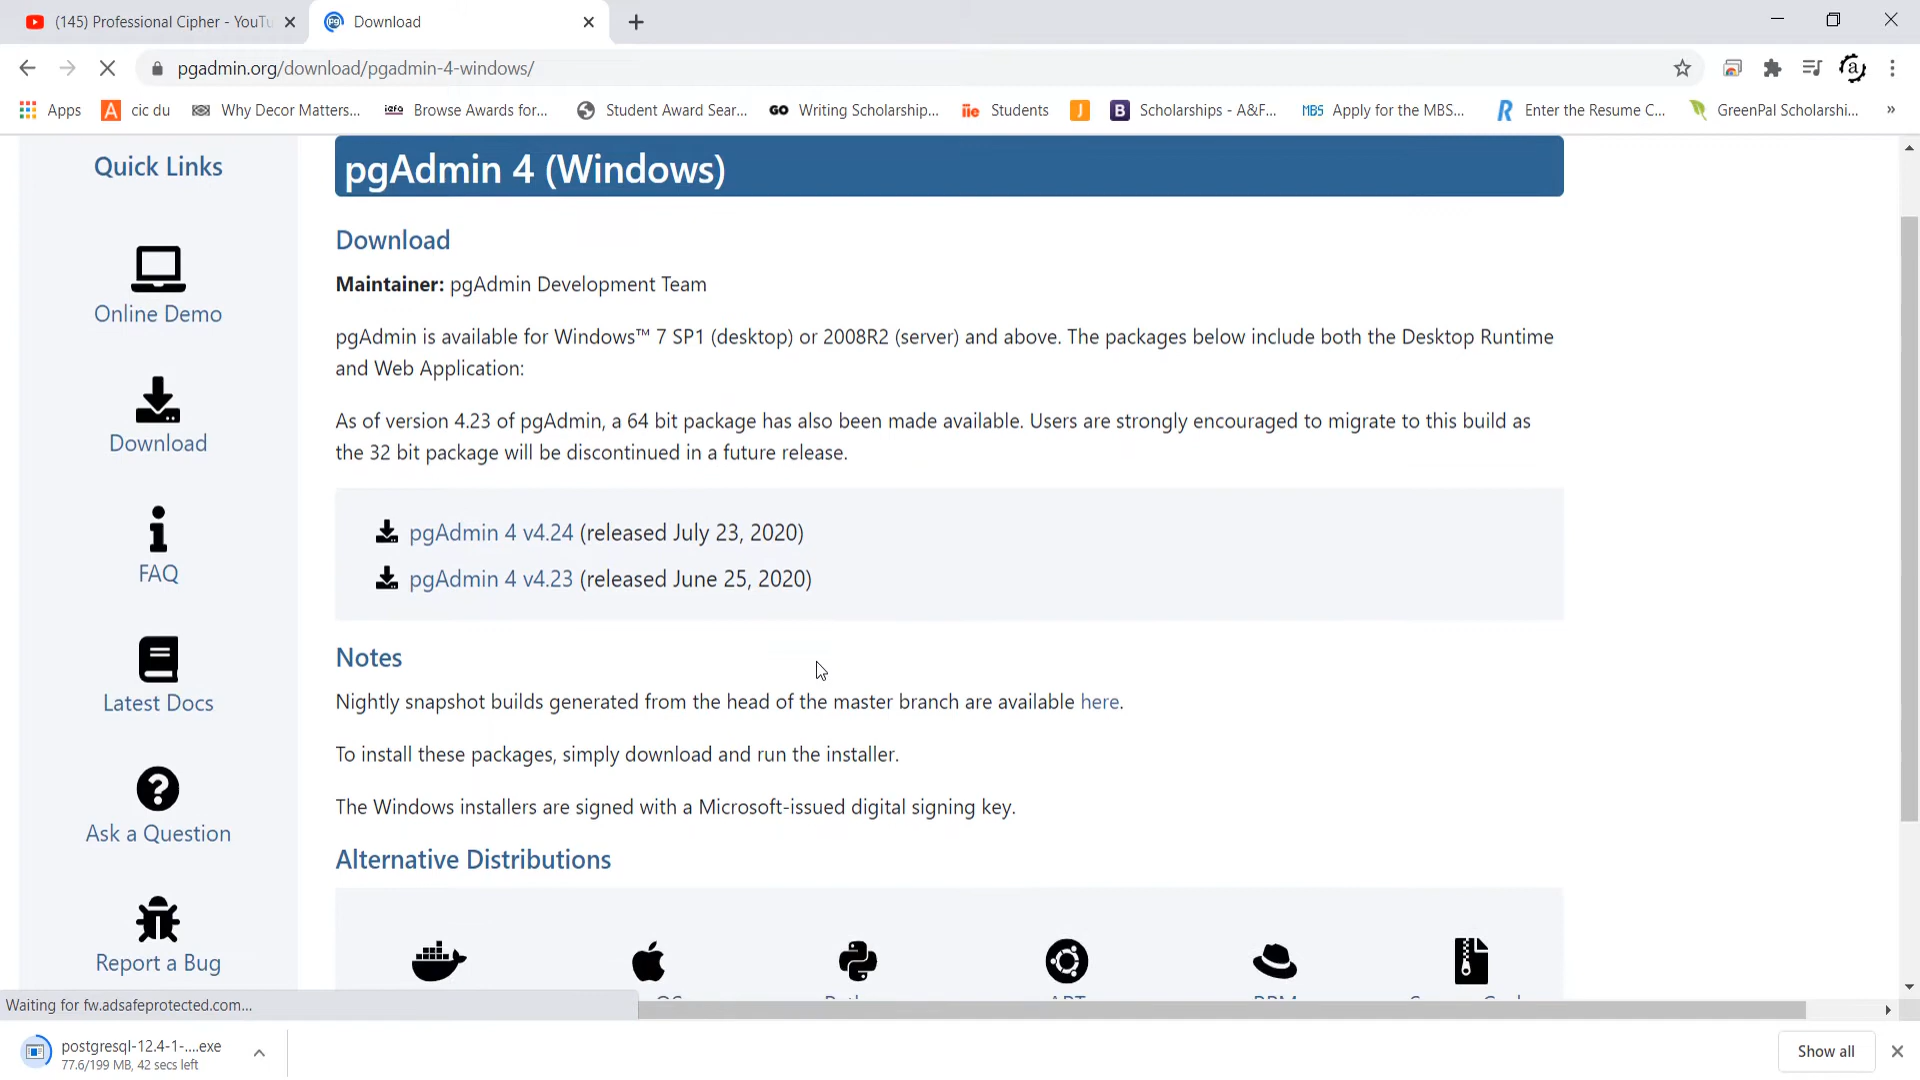 (145) Professional Cipher - YouTu
Download
pgadmin.org/download/pgadmin-4-windows/
Apps
cic du
Why Decor Matters...
iefa Browse Awards for...
Student Award Sear...
GO Writing Scholarship...
iie Students
J
B Scholarships - A&F...
MBS Apply for the MBS...
R Enter the Resume C...
GreenPal Scholarshi...
»
Quick Links
Online Demo
Download
FAQ
Latest Docs
Ask a Question
Report a Bug
pgAdmin 4 (Windows)
Download
Maintainer: pgAdmin Development Team
pgAdmin is available for Windows™ 7 SP1 (desktop) or 2008R2 (server) and above. The packages below include both the Desktop Runtime
and Web Application:
As of version 4.23 of pgAdmin, a 64 bit package has also been made available. Users are strongly encouraged to migrate to this build as
the 32 bit package will be discontinued in a future release.
pgAdmin 4 v4.24 (released July 23, 2020)
pgAdmin 4 v4.23 (released June 25, 2020)
Notes
Nightly snapshot builds generated from the head of the master branch are available here.
To install these packages, simply download and run the installer.
The Windows installers are signed with a Microsoft-issued digital signing key.
Alternative Distributions
Waiting for fw.adsafeprotected.com...
postgresql-12.4-1-....exe
77.6/199 MB, 42 secs left
Show all